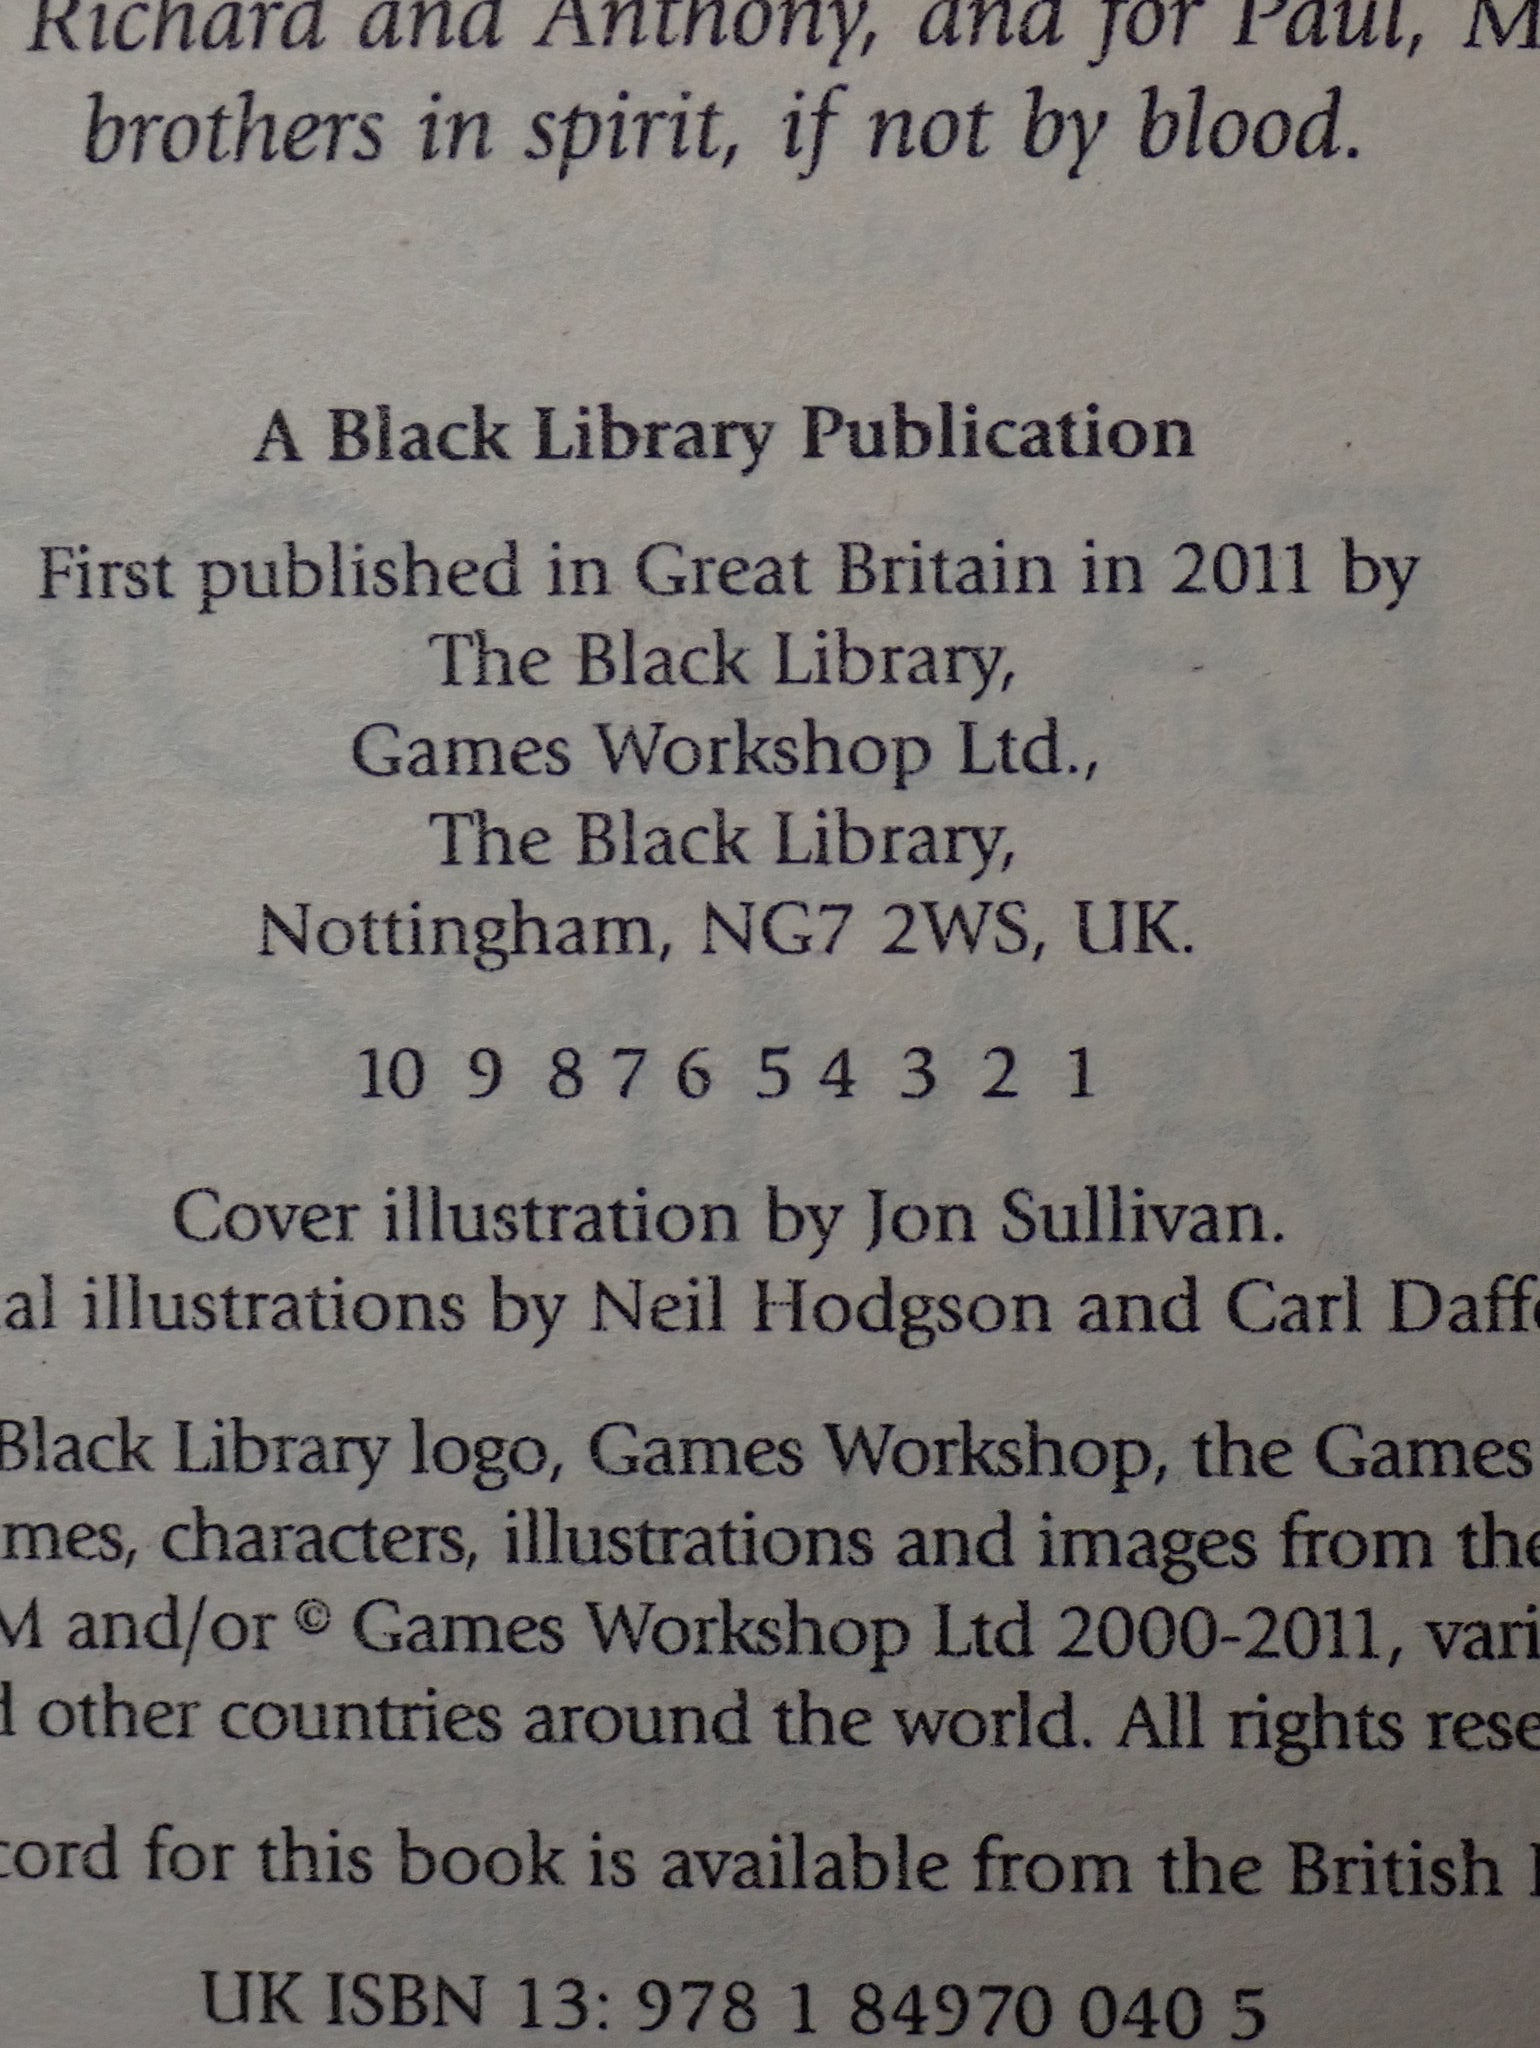 Richard and Anthony, and for Paul, M
brothers in spirit, if not by blood.
A Black Library Publication
First published in Great Britain in 2011 by
The Black Library,
Games Workshop Ltd.,
The Black Library,
Nottingham, NG7 2WS, UK.
10 9 8 7 6 5 4 3 2 1
Cover illustration by Jon Sullivan.
al illustrations by Neil Hodgson and Carl Daff
Black Library logo, Games Workshop, the Games
mes, characters, illustrations and images from the
M and/or © Games Workshop Ltd 2000-2011, vari
d other countries around the world. All rights rese
cord for this book is available from the British
UK ISBN 13: 978 1 84970 040 5